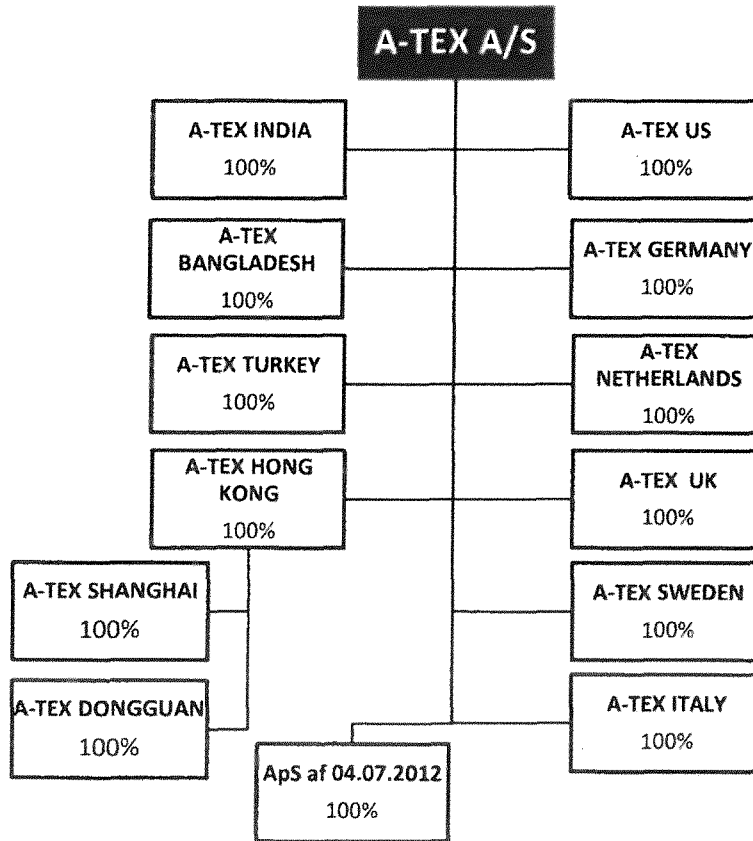 A-TEX A/S
A-TEX INDIA
100%
A-TEX US
100%
A-TEX
BANGLADESH
100%
A-TEX GERMANY
100%
A-TEX TURKEY
100%
A-TEX
NETHERLANDS
100%
A-TEX HONG
KONG
100%
A-TEX UK
100%
A-TEX SHANGHAI
100%
A-TEX SWEDEN
100%
A-TEX DONGGUAN
100%
A-TEX ITALY
100%
ApS af 04.07.2012
100%